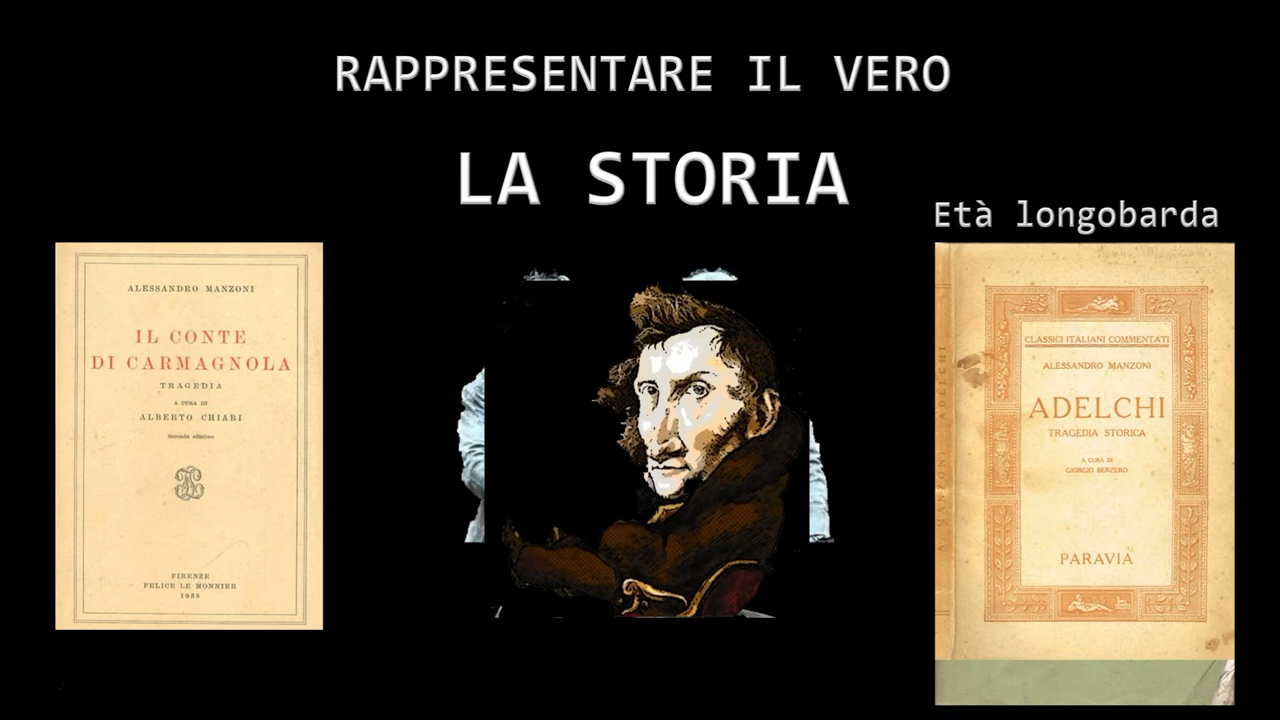 RAPPRESENTARE IL VERO
LA STORIA
Età longobarda
ALESSANDRO MANZONI
IL CONTE
DI CARMAGNOLA
TRAGEDIA
A CURA DI
ALBERTO CHIARI
Seconda edizione
FIRENZE
FELICE LE MONNIER
1958
CLASSICI ITALIANI COMMENTATI
ALESSANDRO MANZONI
ADELCHI
TRAGEDIA STORICA
A CURA DI
GIORGIO BERZERO
PARAVIA